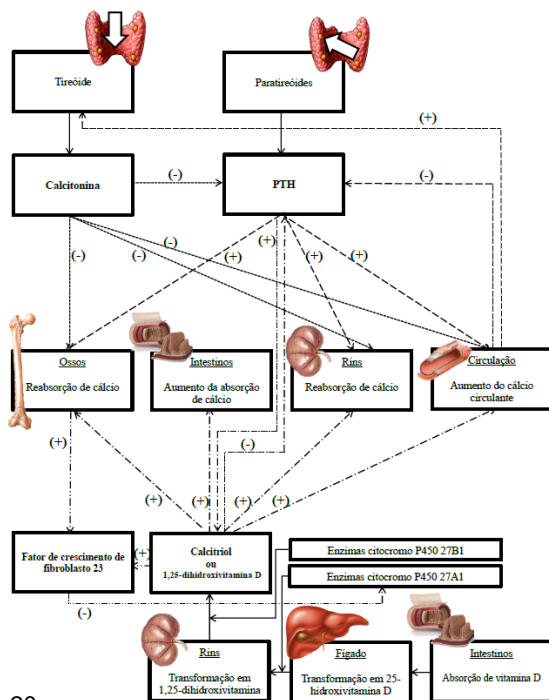 Tireóide
Paratireóides
(+)
Calcitonina
(-)
PTH
(-)
(-)
(-)
(-)
(+)
(+)
(+)
(+)
Ossos
Reabsorção de cálcio
Intestinos
Aumento da absorção
de cálcio
Rins
Reabsorção de cálcio
Circulação
Aumento do cálcio
circulante
(+)
(-)
(+)
(+)
(+)
(+)
Fator de crescimento de
fibroblasto 23
(+)
Calcitriol
ou
1,25-dihidroxivitamina D
Enzimas citocromo P450 27B1
Enzimas citocromo P450 27A1
(-)
Rins
Transformação em
1,25-dihidroxivitamina
Fígado
Transformação em 25-
hidroxivitamina D
Intestinos
Absorção de vitamina D